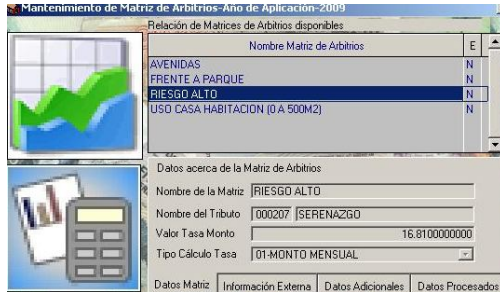 Mantenimiento de Matriz de Arbitrios-Año de Aplicación-2009
Relación de Matrices de Arbitrios disponibles
Nombre Matriz de Arbitrios E
AVENIDAS N
FRENTE A PARQUE N
RIESGO ALTO N
USO CASA HABITACION (0 A 500M2) N
Datos acerca de la Matriz de Arbitrios
Nombre de la Matriz RIESGO ALTO
Nombre del Tributo 000207 SERENAZGO
Valor Tasa Monto 16.8100000000
Tipo Cálculo Tasa 01-MONTO MENSUAL
Datos Matriz Información Externa Datos Adicionales Datos Procesados